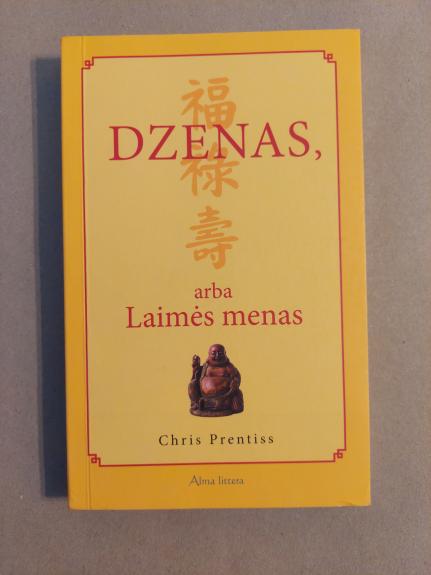 福
DZENAS,
祿
壽
arba
Laimės menas
Chris Prentiss
Alma littera